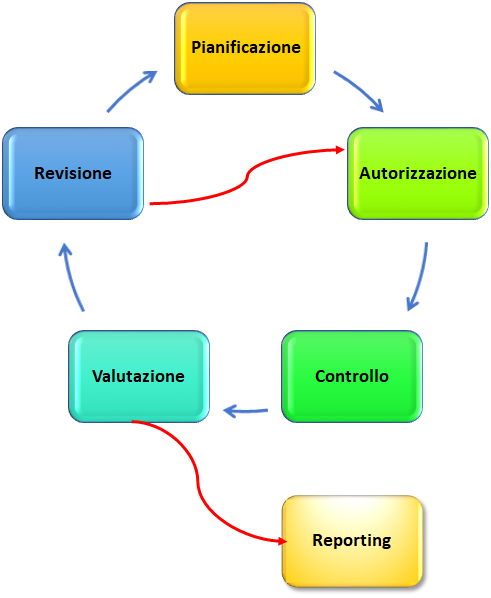 Pianificazione
Revisione
Autorizzazione
Valutazione
Controllo
Reporting